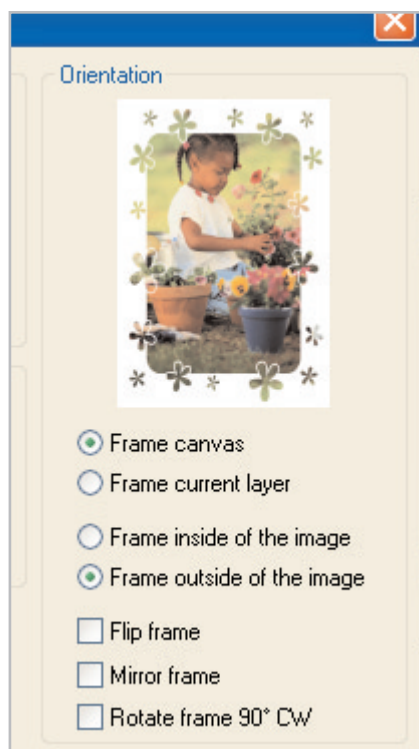 Orientation
Frame canvas
Frame current layer
Frame inside of the image
Frame outside of the image
Flip frame
Mirror frame
Rotate frame 90° CW